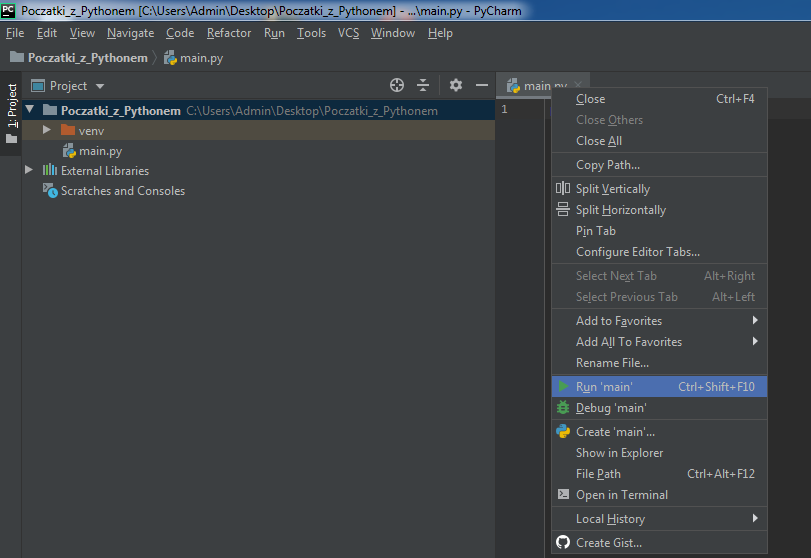 PC Poczatki_z_Pythonem [C:\Users\Admin\Desktop\Poczatki_z_Pythonem] - ...\main.py - PyCharm
File Edit View Navigate Code Refactor Run Tools VCS Window Help
Poczatki_z_Pythonem main.py
1: Project
Project
Poczatki_z_Pythonem C:\Users\Admin\Desktop\Poczatki_z_Pythonem
venv
main.py
External Libraries
Scratches and Consoles
main.py
1
Close Ctrl+F4
Close Others
Close All
Copy Path...
Split Vertically
Split Horizontally
Pin Tab
Configure Editor Tabs...
Select Next Tab Alt+Right
Select Previous Tab Alt+Left
Add to Favorites
Add All To Favorites
Rename File...
Run 'main' Ctrl+Shift+F10
Debug 'main'
Create 'main'...
Show in Explorer
File Path Ctrl+Alt+F12
Open in Terminal
Local History
Create Gist...